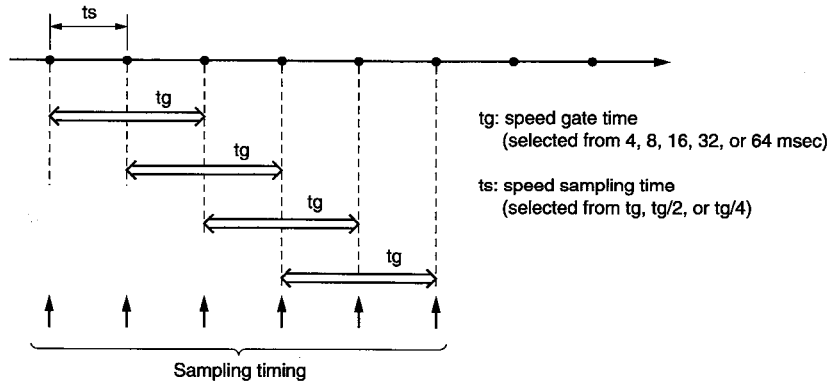 ts
tg
tg
tg
tg
tg: speed gate time
(selected from 4, 8, 16, 32, or 64 msec)
ts: speed sampling time
(selected from tg, tg/2, or tg/4)
Sampling timing